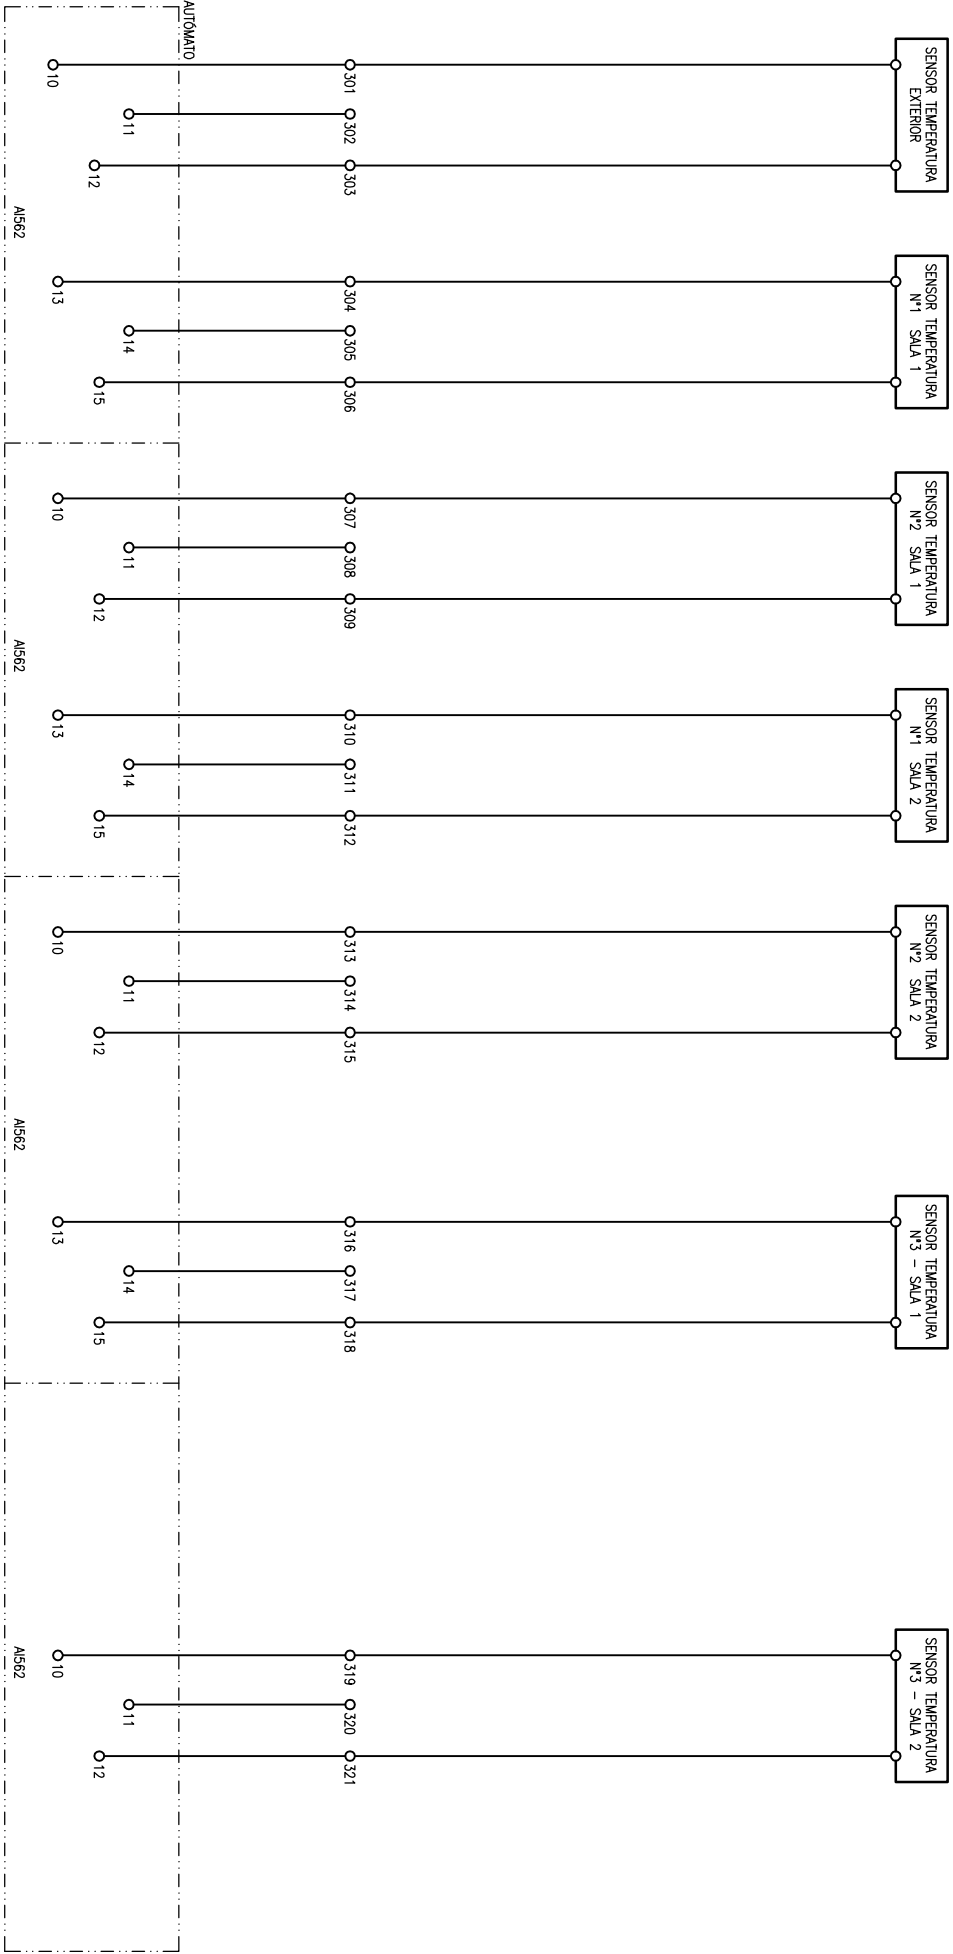 AUTÓMATO
SENSOR TEMPERATURA
EXTERIOR
301
302
303
10
11
12
AI562
SENSOR TEMPERATURA
Nº1 SALA 1
304
305
306
13
14
15
SENSOR TEMPERATURA
Nº2 SALA 1
307
308
309
10
11
12
AI562
SENSOR TEMPERATURA
Nº1 SALA 2
310
311
312
13
14
15
SENSOR TEMPERATURA
Nº2 SALA 2
313
314
315
10
11
12
AI562
SENSOR TEMPERATURA
Nº3 - SALA 1
316
317
318
13
14
15
SENSOR TEMPERATURA
Nº3 - SALA 2
319
320
321
10
11
12
AI562